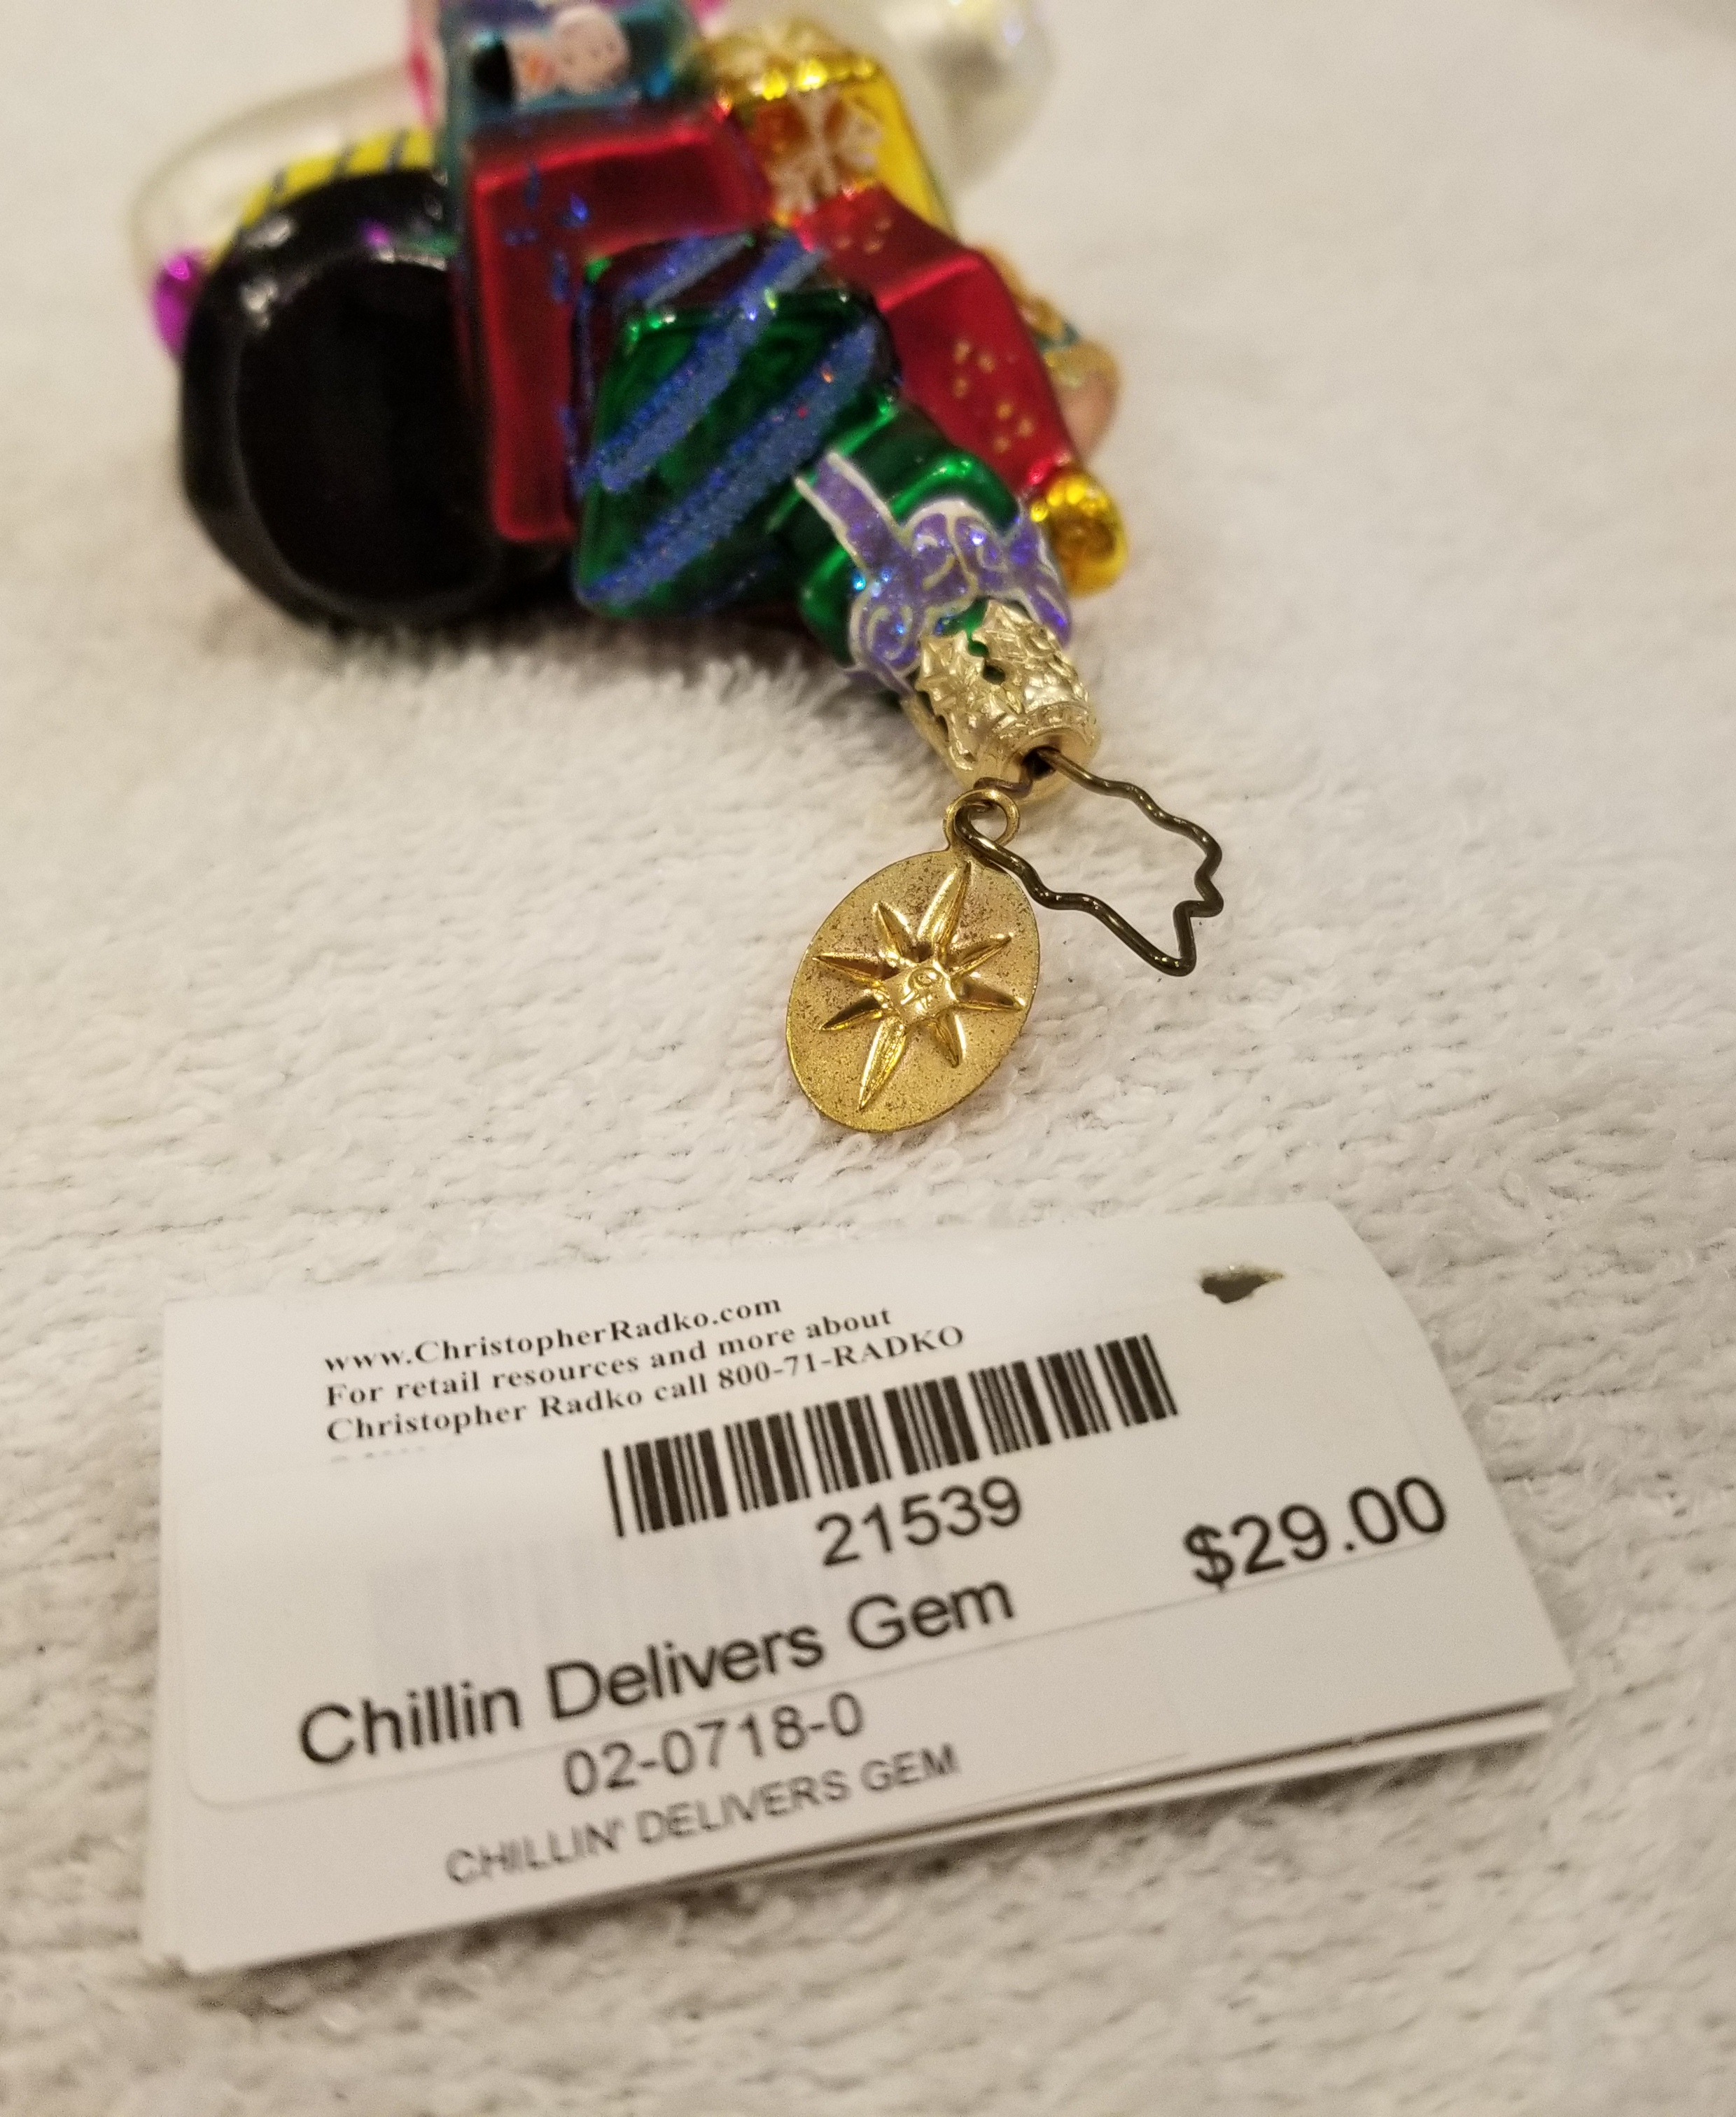 www.ChristopherRadko.com
For retail resources and more about
Christopher Radko call 800-71-RADKO
21539
$29.00
Chillin Delivers Gem
02-0718-0
CHILLIN' DELIVERS GEM